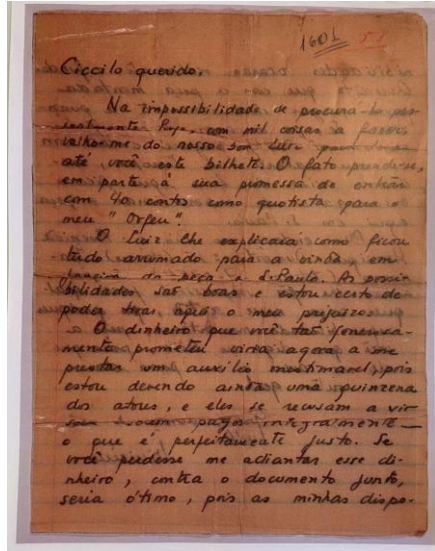 1601 51
Ciccilo querido,
Na impossibilidade de procura-lo pes-
soalmente hoje, com mil coisas a fazer,
valho-me do nosso bom Luiz para
até você este bilhete. O fato prende-se,
em parte, à sua promessa de entrar
com 40 contos como quotista para o
meu "Orfeu".
O Luiz lhe explicará como ficou
tudo arrumado para a vinda em
da peça a S. Paulo. As possi-
bilidades são boas e estou certo de
poder tirar, após o meu prejuizo.
O dinheiro que você tão generosa-
mente prometeu viria agora a me
prestar um auxilio inestimavel, pois
estou devendo ainda uma quinzena
dos atores, e eles se recusam a vir
sem serem pagos integramente —
o que é perfeitamente justo. Se
você pudesse me adiantar esse di-
nheiro, contra o documento junto,
seria ótimo, pois as minhas dispo-